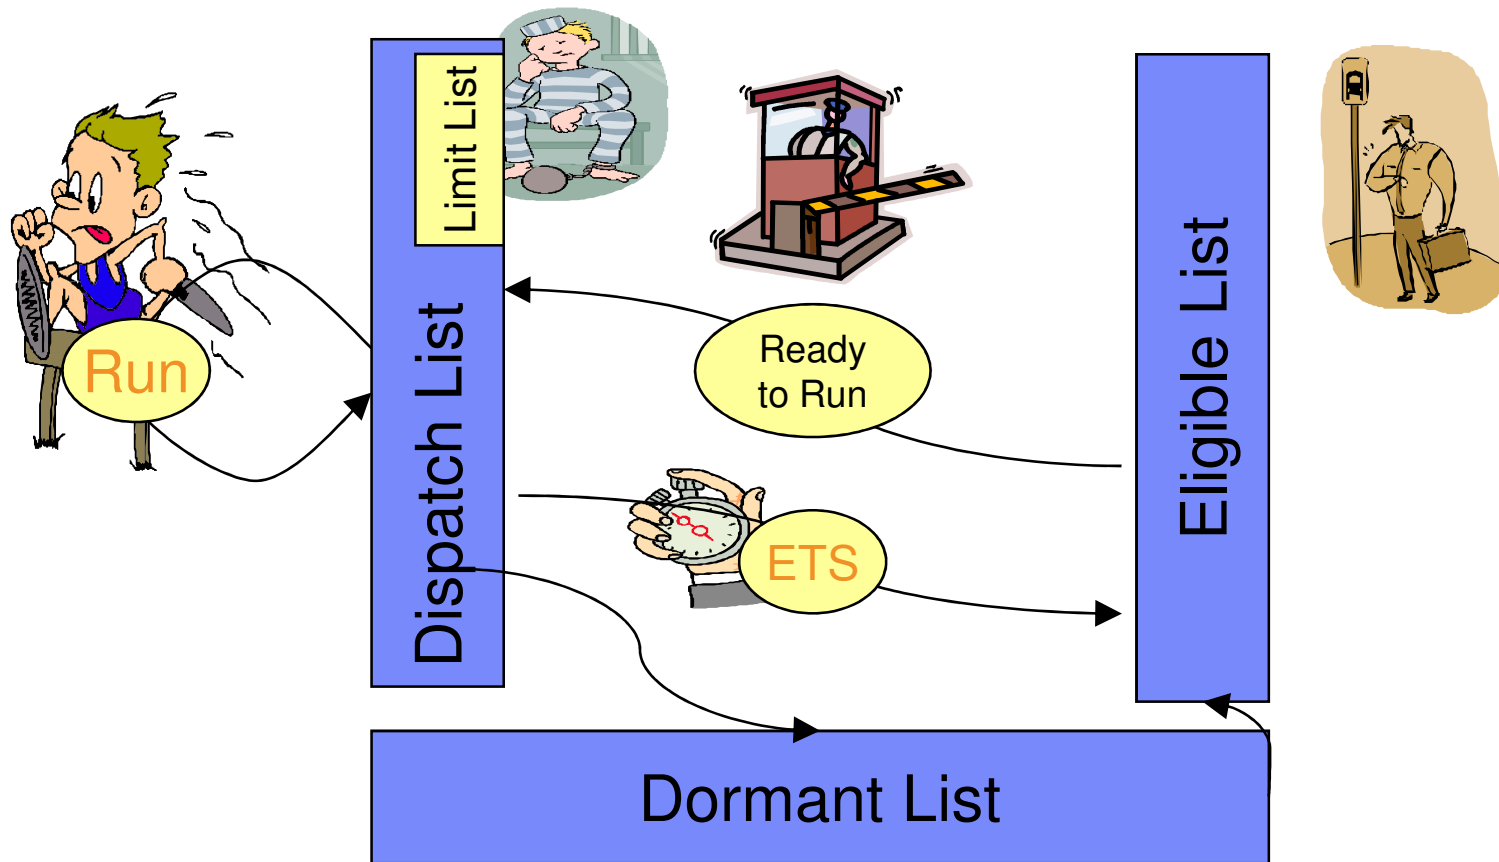 Limit List
Dispatch List
Run
Ready
to Run
ETS
Eligible List
Dormant List